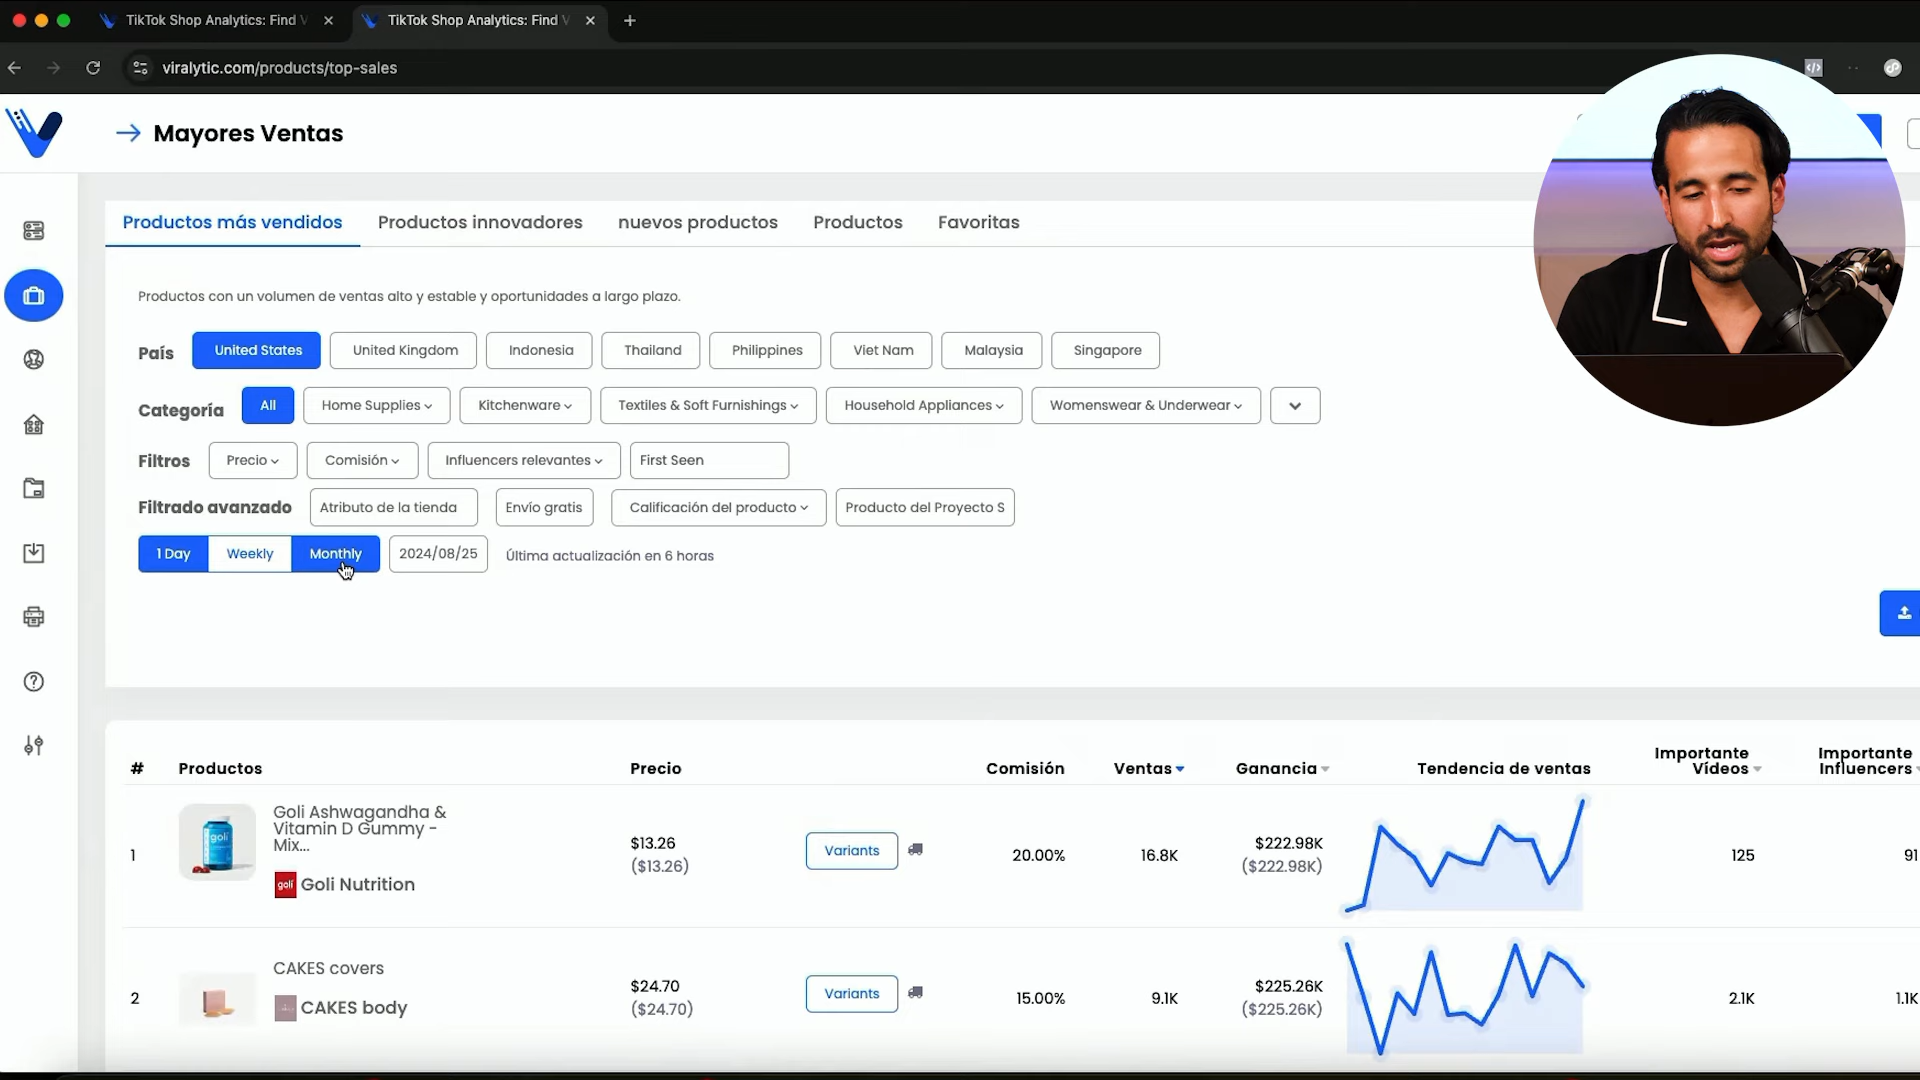 TikTok Shop Analytics: Find V
TikTok Shop Analytics: Find V
viralytic.com/products/top-sales
Mayores Ventas
Productos más vendidos
Productos innovadores
nuevos productos
Productos
Favoritas
Productos con un volumen de ventas alto y estable y oportunidades a largo plazo.
País United States United Kingdom Indonesia Thailand Philippines Viet Nam Malaysia Singapore
Categoría All Home Supplies Kitchenware Textiles & Soft Furnishings Household Appliances Womenswear & Underwear
Filtros Precio Comisión Influencers relevantes First Seen
Filtrado avanzado Atributo de la tienda Envío gratis Calificación del producto Producto del Proyecto S
1 Day Weekly Monthly 2024/08/25 Última actualización en 6 horas
# Productos Precio Comisión Ventas Ganancia Tendencia de ventas
Importante
Vídeos
Importante
Influencers
1
Goli Ashwagandha &
Vitamin D Gummy -
Mix...
goli
goli Goli Nutrition
$13.26
($13.26)
Variants
20.00%
16.8K
$222.98K
($222.98K)
125
91
2
CAKES covers
CAKES body
$24.70
($24.70)
Variants
15.00%
9.1K
$225.26K
($225.26K)
2.1K
1.1K